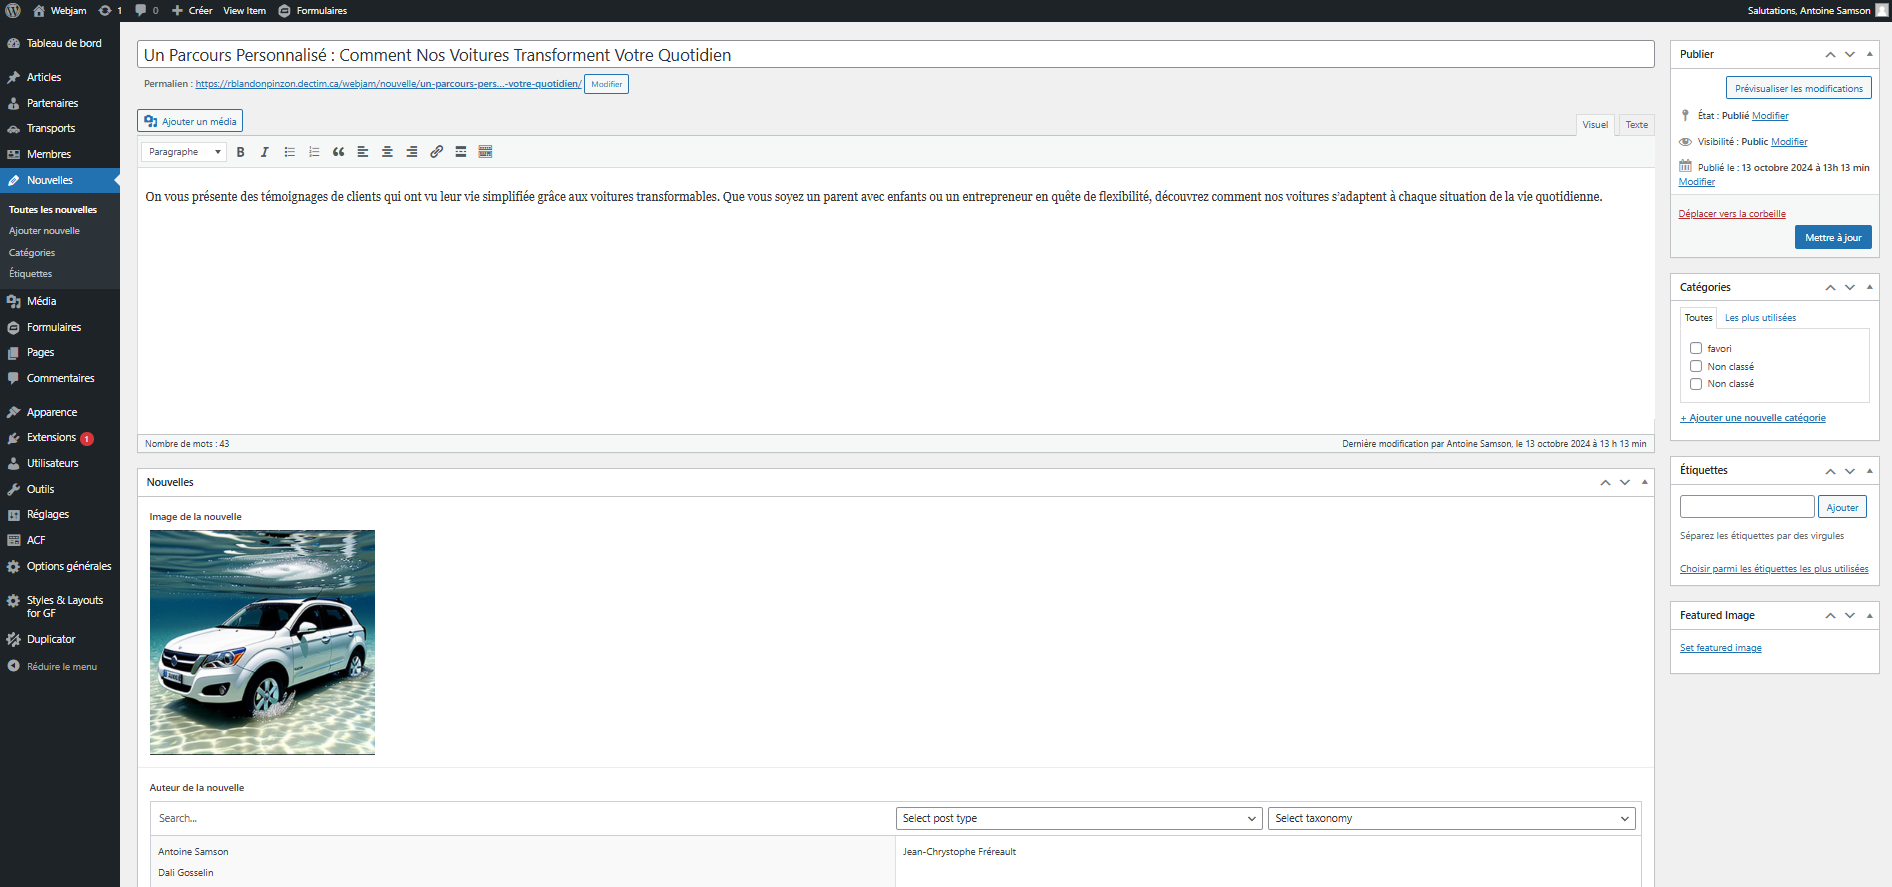 Webjam 1 0 Créer View Item Formulaires Salutations, Antoine Samson
Tableau de bord
Articles
Partenaires
Transports
Membres
Nouvelles
Toutes les nouvelles
Ajouter nouvelle
Catégories
Étiquettes
Média
Formulaires
Pages
Commentaires
Apparence
Extensions 1
Utilisateurs
Outils
Réglages
ACF
Options générales
Styles & Layouts
for GF
Duplicator
Réduire le menu
Un Parcours Personnalisé : Comment Nos Voitures Transforment Votre Quotidien
Permalien : https://rblandonpinzon.dectim.ca/webjam/nouvelle/un-parcours-pers...-votre-quotidien/ Modifier
Ajouter un média
Visuel Texte
Paragraphe
On vous présente des témoignages de clients qui ont vu leur vie simplifiée grâce aux voitures transformables. Que vous soyez un parent avec enfants ou un entrepreneur en quête de flexibilité, découvrez comment nos voitures s'adaptent à chaque situation de la vie quotidienne.
Nombre de mots : 43
Dernière modification par Antoine Samson, le 13 octobre 2024 à 13 h 13 min
Nouvelles
Image de la nouvelle
Auteur de la nouvelle
Search...
Select post type
Select taxonomy
Antoine Samson
Dali Gosselin
Jean-Chrystophe Fréreault
Publier
Prévisualiser les modifications
État : Publié Modifier
Visibilité : Public Modifier
Publié le : 13 octobre 2024 à 13h 13 min
Modifier
Déplacer vers la corbeille
Mettre à jour
Catégories
Toutes Les plus utilisées
favori
Non classé
Non classé
+ Ajouter une nouvelle catégorie
Étiquettes
Ajouter
Séparez les étiquettes par des virgules
Choisir parmi les étiquettes les plus utilisées
Featured Image
Set featured image